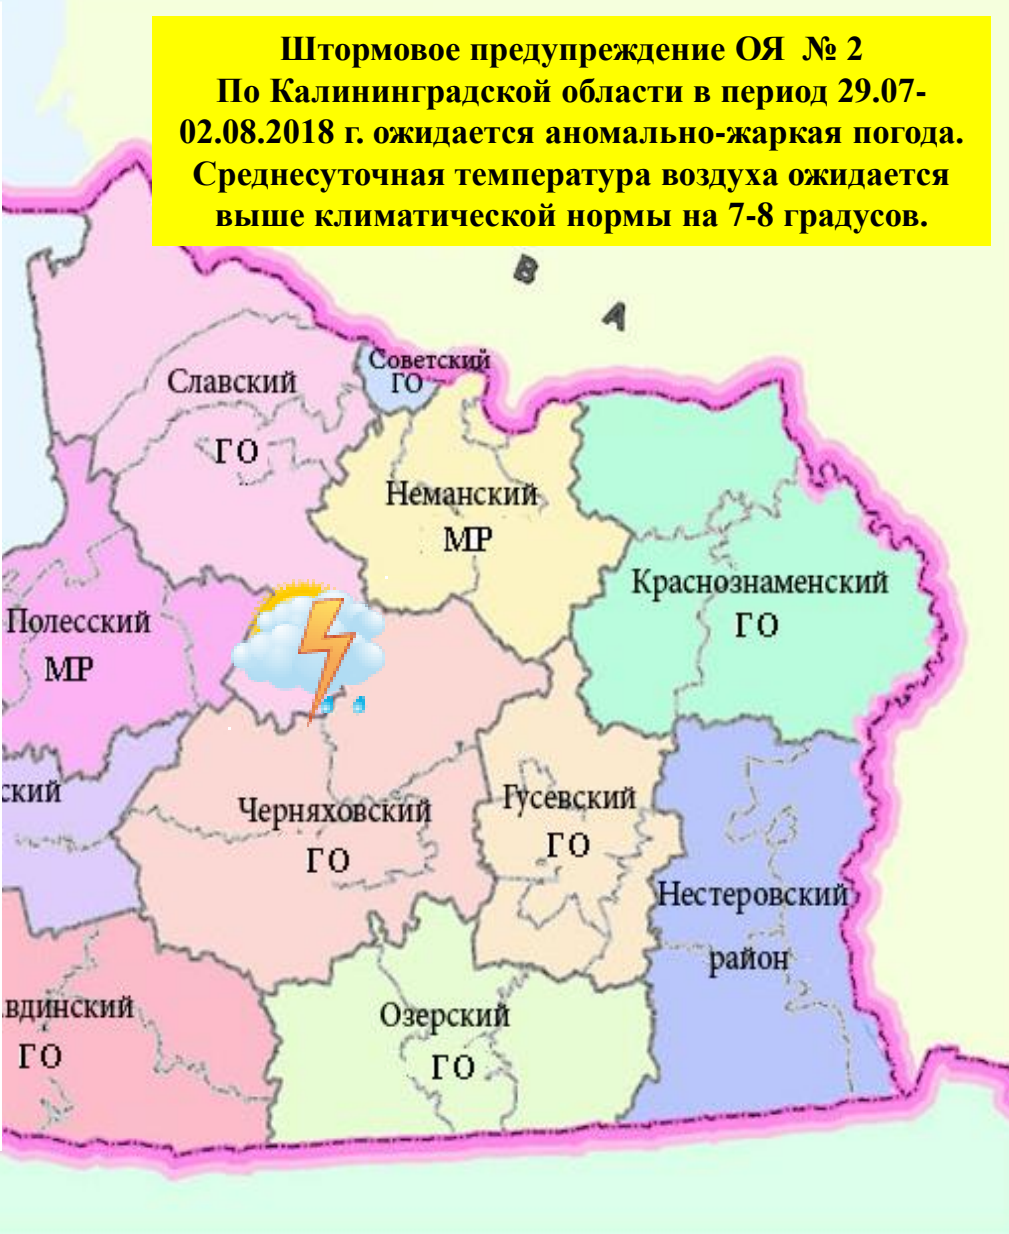 Штормовое предупреждение ОЯ № 2
По Калининградской области в период 29.07-
02.08.2018 г. ожидается аномально-жаркая погода.
Среднесуточная температура воздуха ожидается
выше климатической нормы на 7-8 градусов.
В
А
Советский
ГО
Славский
ГО
Неманский
МР
Краснознаменский
ГО
Полесский
МР
ский
Черняховский
ГО
Гусевский
ГО
Нестеровский
район
вдинский
ГО
Озерский
ГО